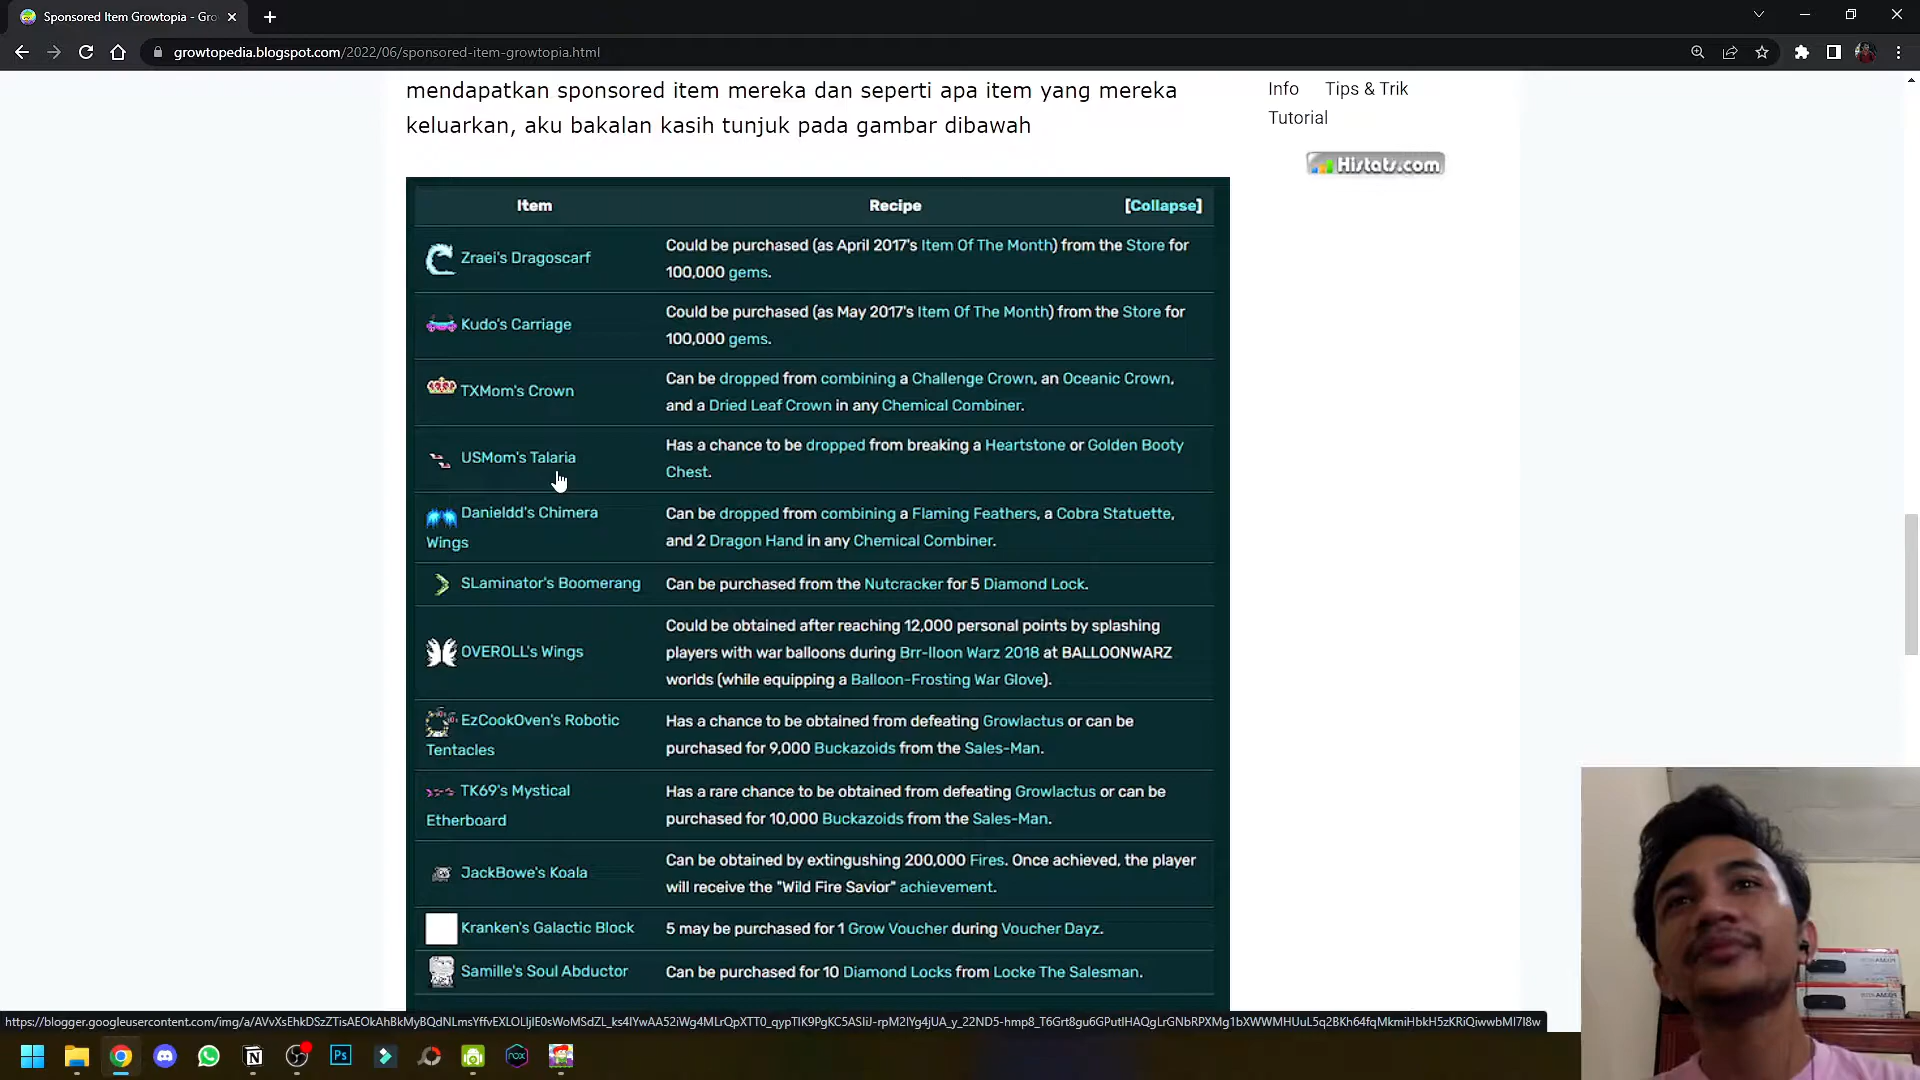 Sponsored Item Growtopia - Gro
growtopedia.blogspot.com/2022/06/sponsored-item-growtopia.html
mendapatkan sponsored item mereka dan seperti apa item yang mereka
keluarkan, aku bakalan kasih tunjuk pada gambar dibawah
Info Tips & Trik
Tutorial
Histats.com
Item Recipe [Collapse]
Zraei's Dragoscarf
Could be purchased (as April 2017's Item Of The Month) from the Store for
100,000 gems.
Kudo's Carriage
Could be purchased (as May 2017's Item Of The Month) from the Store for
100,000 gems.
TXMom's Crown
Can be dropped from combining a Challenge Crown, an Oceanic Crown,
and a Dried Leaf Crown in any Chemical Combiner.
USMom's Talaria
Has a chance to be dropped from breaking a Heartstone or Golden Booty
Chest.
Danieldd's Chimera
Wings
Can be dropped from combining a Flaming Feathers, a Cobra Statuette,
and 2 Dragon Hand in any Chemical Combiner.
SLaminator's Boomerang
Can be purchased from the Nutcracker for 5 Diamond Lock.
OVEROLL's Wings
Could be obtained after reaching 12,000 personal points by splashing
players with war balloons during Brr-lloon Warz 2018 at BALLOONWARZ
worlds (while equipping a Balloon-Frosting War Glove).
EzCookOven's Robotic
Tentacles
Has a chance to be obtained from defeating Growlactus or can be
purchased for 9,000 Buckazoids from the Sales-Man.
TK69's Mystical
Etherboard
Has a rare chance to be obtained from defeating Growlactus or can be
purchased for 10,000 Buckazoids from the Sales-Man.
JackBowe's Koala
Can be obtained by extingushing 200,000 Fires. Once achieved, the player
will receive the "Wild Fire Savior" achievement.
Kranken's Galactic Block
5 may be purchased for 1 Grow Voucher during Voucher Dayz.
Samille's Soul Abductor
Can be purchased for 10 Diamond Locks from Locke The Salesman.
Ps
nox